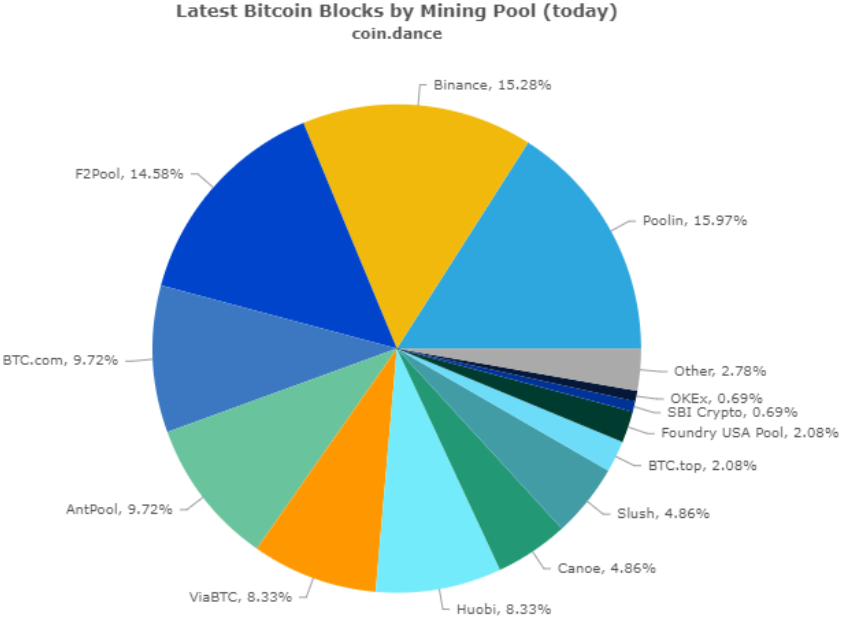 Latest Bitcoin Blocks by Mining Pool (today)
coin.dance
Binance, 15.28%
F2Pool, 14.58%
Poolin, 15.97%
BTC.com, 9.72%
Other, 2.78%
OKEx, 0.69%
SBI Crypto, 0.69%
Foundry USA Pool, 2.08%
BTC.top, 2.08%
AntPool, 9.72%
Slush, 4.86%
Canoe, 4.86%
ViaBTC, 8.33%
Huobi, 8.33%